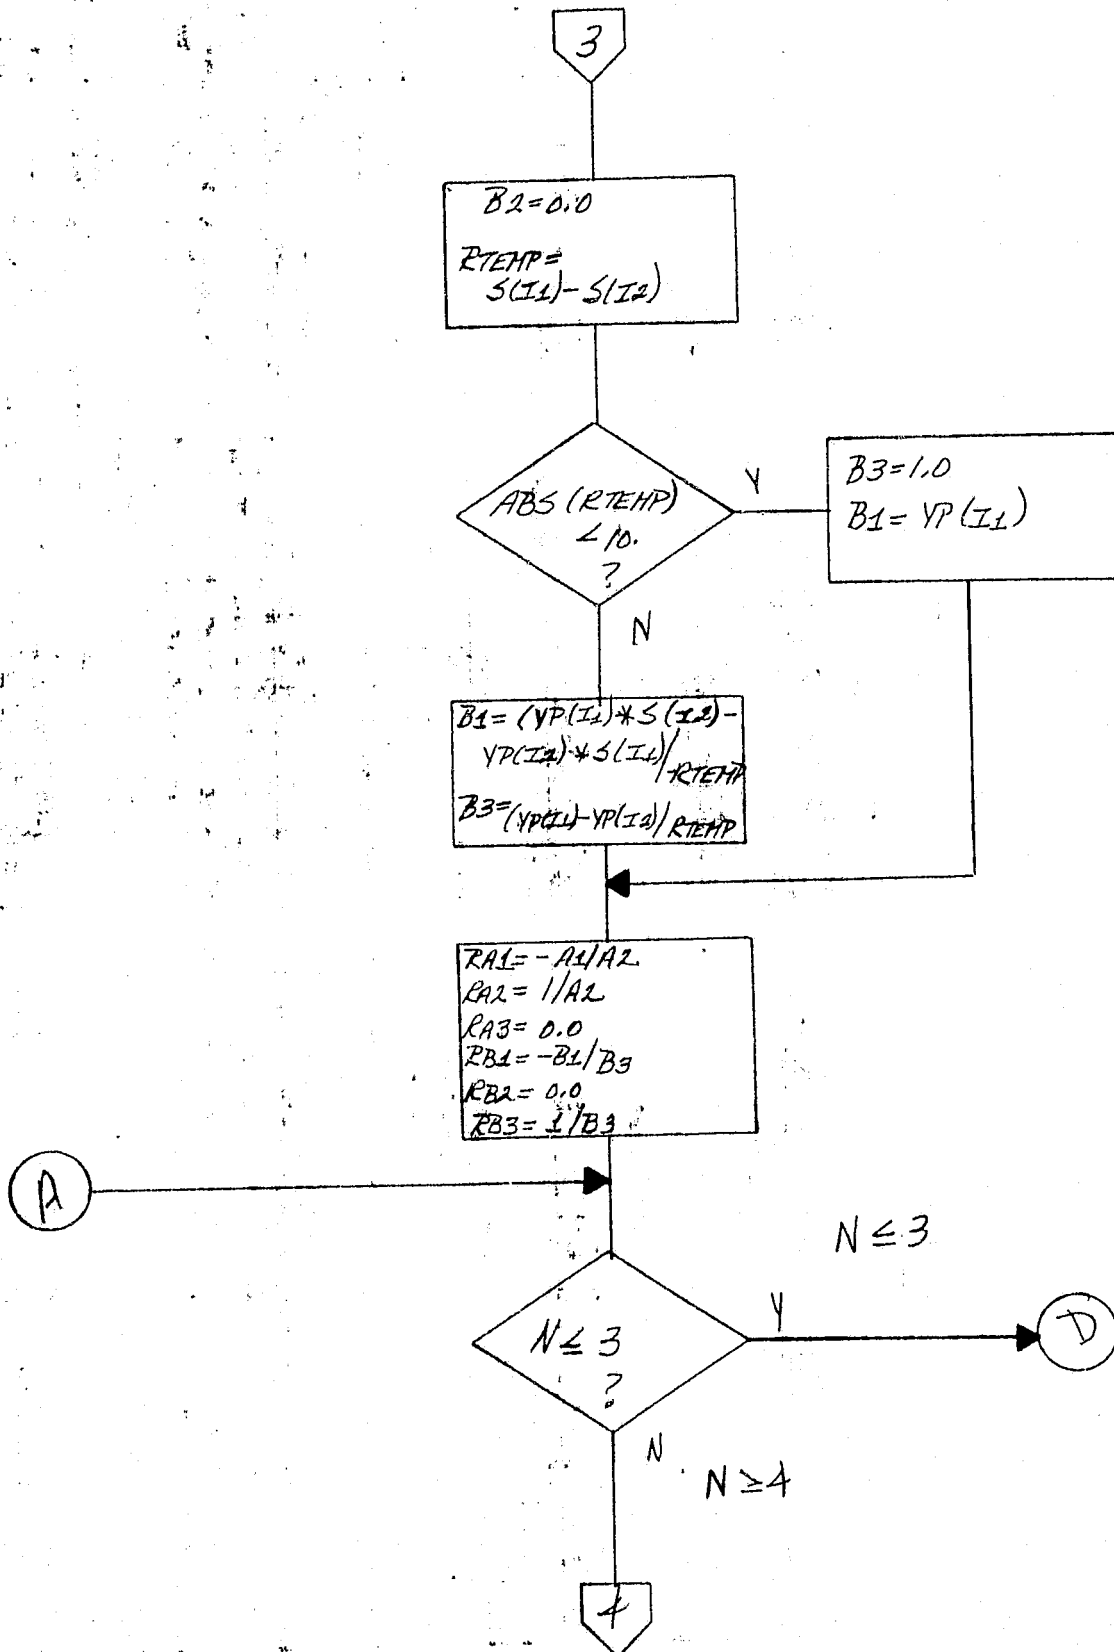 3
B2=0.0
RTEMP=
S(I1)-S(I2)
ABS(RTEMP)
<10.
?
Y
B3=1.0
B1=YP(I1)
N
B1=(YP(I1)*S(I2)-
YP(I2)*S(I1)/RTEMP
B3=(YP(I1)-YP(I2)/RTEMP
RA1=-A1/A2
RA2=1/A2
RA3=0.0
RB1=-B1/B3
RB2=0.0
RB3=1/B3
A
N≤3
N≤3
?
Y
D
N
N≥4
4